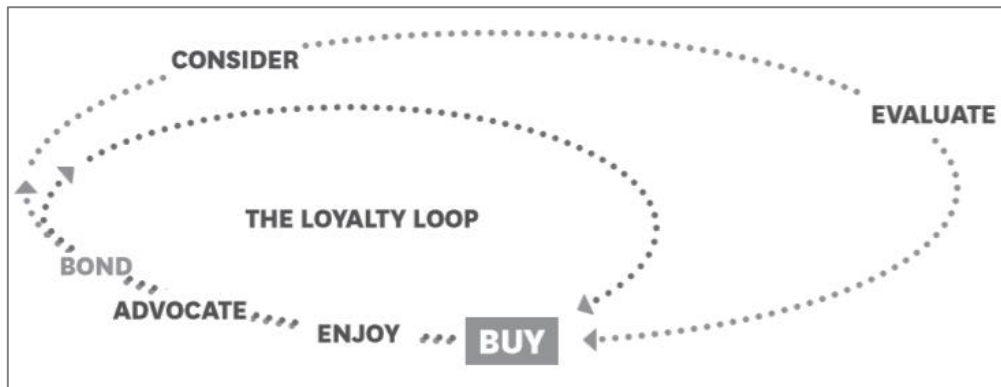 CONSIDER
EVALUATE
THE LOYALTY LOOP
BOND
ADVOCATE
ENJOY
BUY